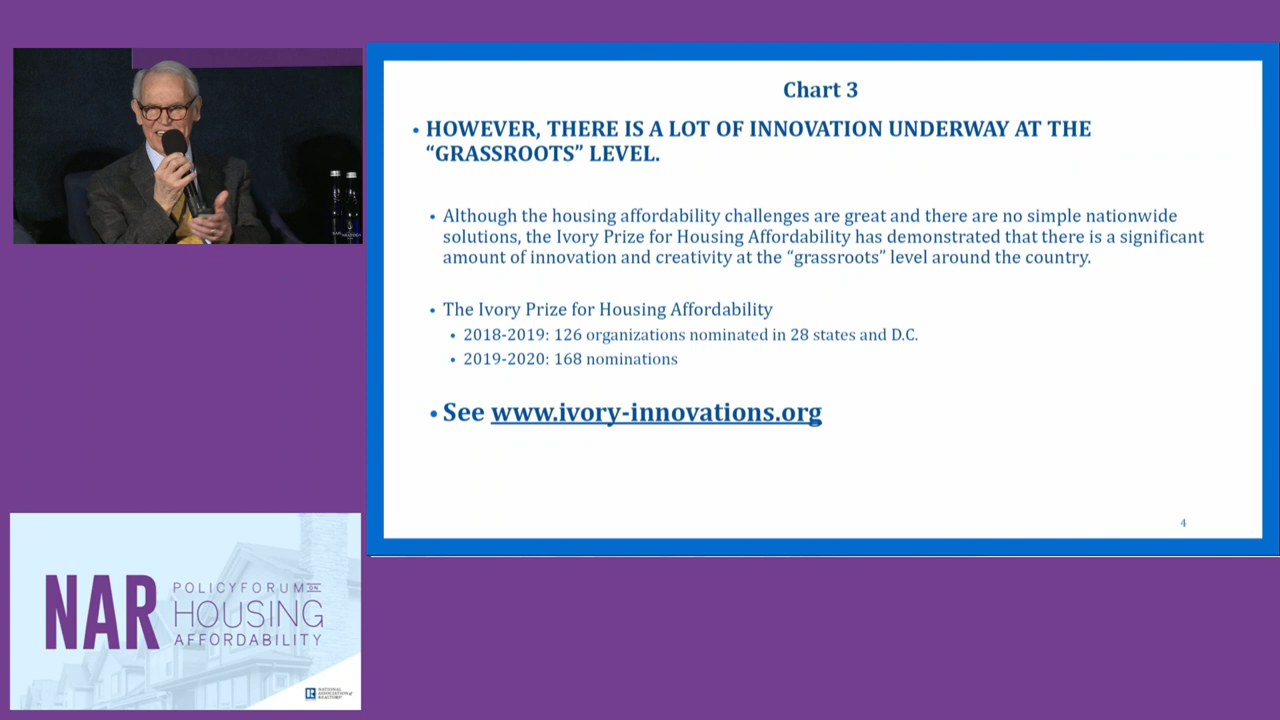 Chart 3
• HOWEVER, THERE IS A LOT OF INNOVATION UNDERWAY AT THE
“GRASSROOTS” LEVEL.
• Although the housing affordability challenges are great and there are no simple nationwide
solutions, the Ivory Prize for Housing Affordability has demonstrated that there is a significant
amount of innovation and creativity at the “grassroots” level around the country.
• The Ivory Prize for Housing Affordability
• 2018-2019: 126 organizations nominated in 28 states and D.C.
• 2019-2020: 168 nominations
• See www.ivory-innovations.org
4
NAR
POLICYFORUM ON
HOUSING
AFFORDABILITY
NATIONAL
ASSOCIATION of
REALTORS®